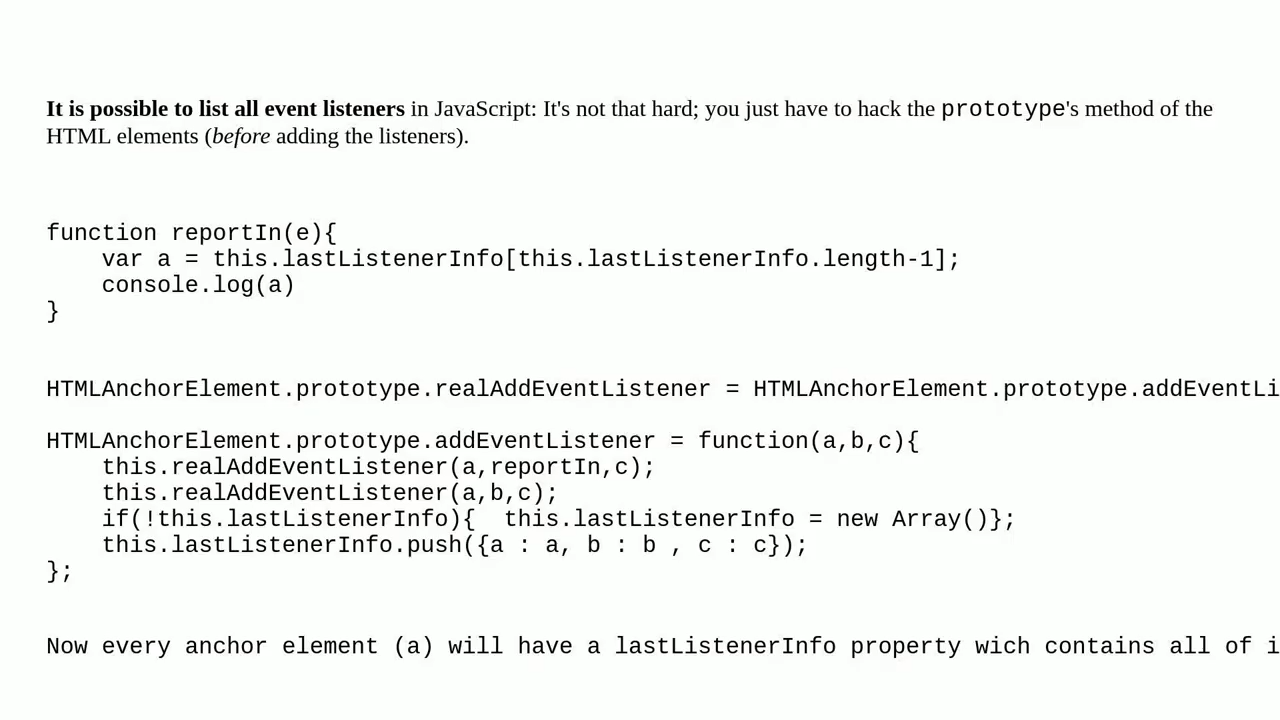 It is possible to list all event listeners in JavaScript: It's not that hard; you just have to hack the prototype's method of the
HTML elements (before adding the listeners).
function reportIn(e){
    var a = this.lastListenerInfo[this.lastListenerInfo.length-1];
    console.log(a)
}
HTMLAnchorElement.prototype.realAddEventListener = HTMLAnchorElement.prototype.addEventLi
HTMLAnchorElement.prototype.addEventListener = function(a,b,c){
    this.realAddEventListener(a,reportIn,c);
    this.realAddEventListener(a,b,c);
    if(!this.lastListenerInfo){  this.lastListenerInfo = new Array()};
    this.lastListenerInfo.push({a : a, b : b , c : c});
};
Now every anchor element (a) will have a lastListenerInfo property wich contains all of i